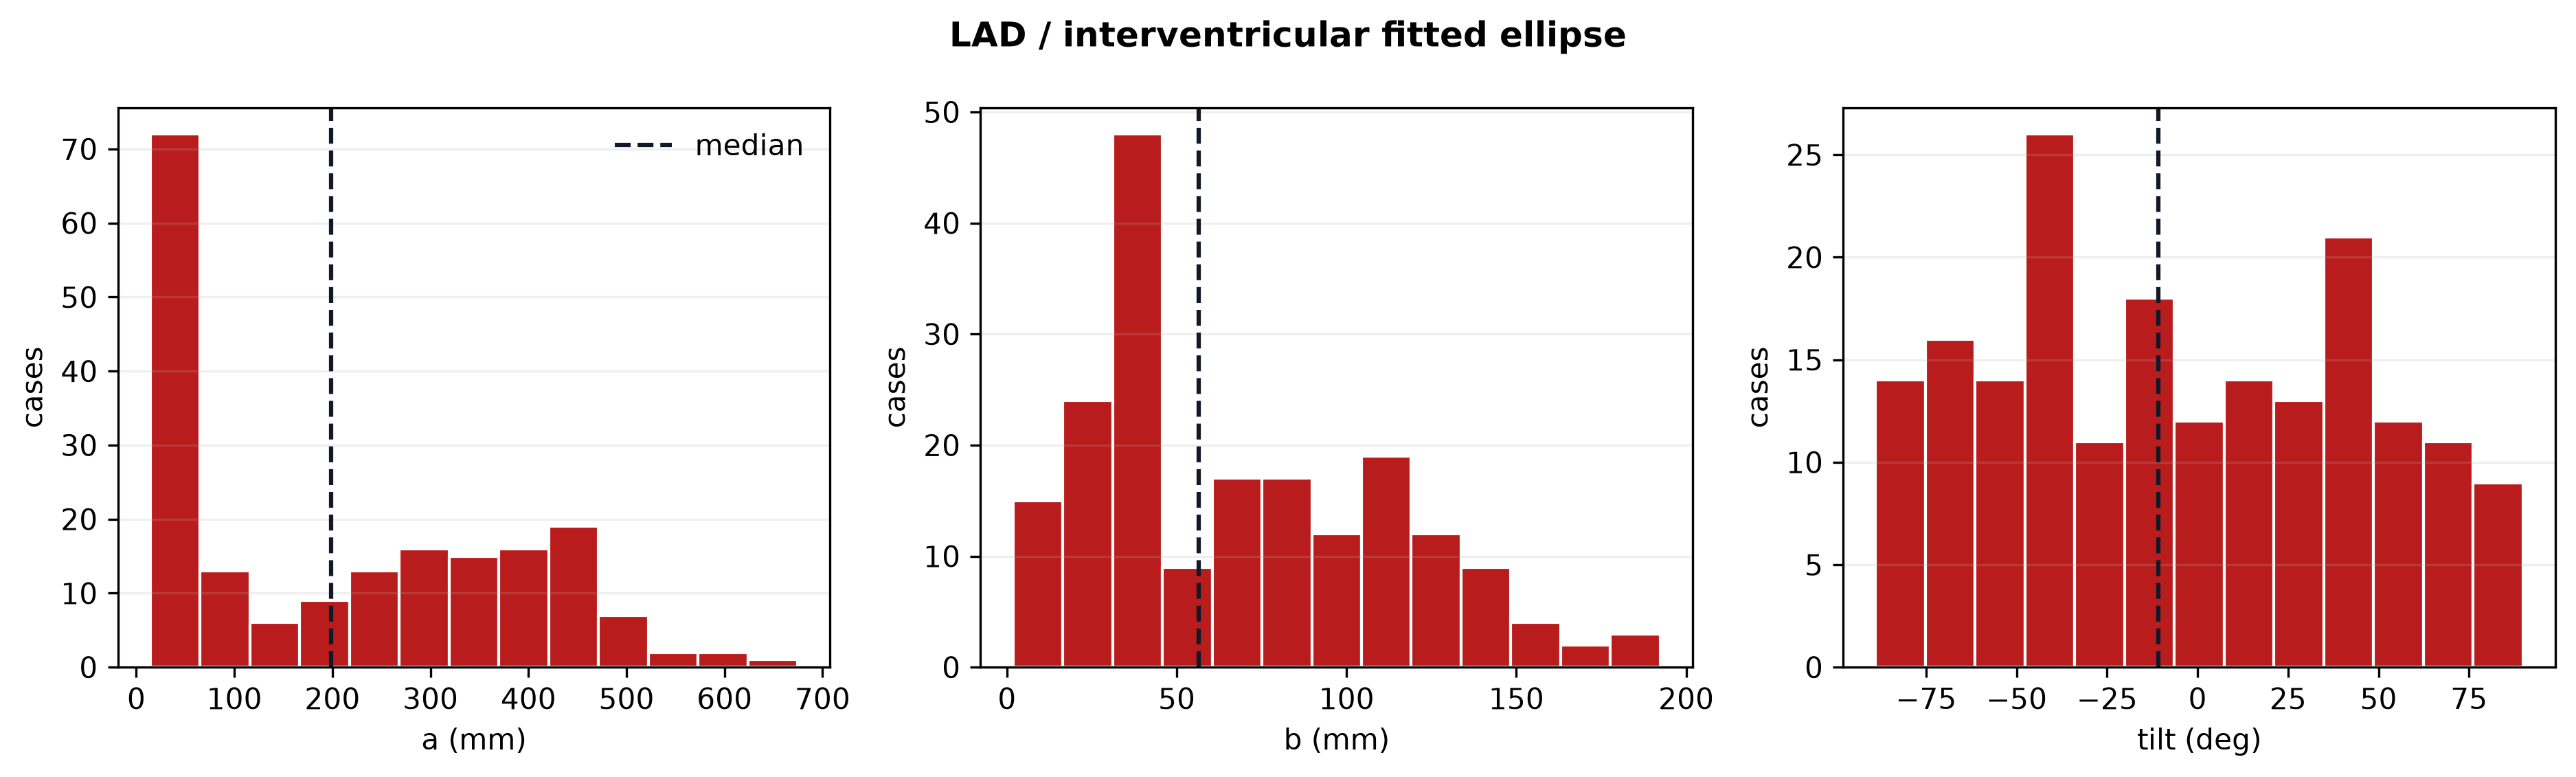 LAD / interventricular fitted ellipse
median
cases
0
10
20
30
40
50
60
70
0 100 200 300 400 500 600 700
a (mm)
cases
0
10
20
30
40
50
0 50 100 150 200
b (mm)
cases
0
5
10
15
20
25
−75 −50 −25 0 25 50 75
tilt (deg)